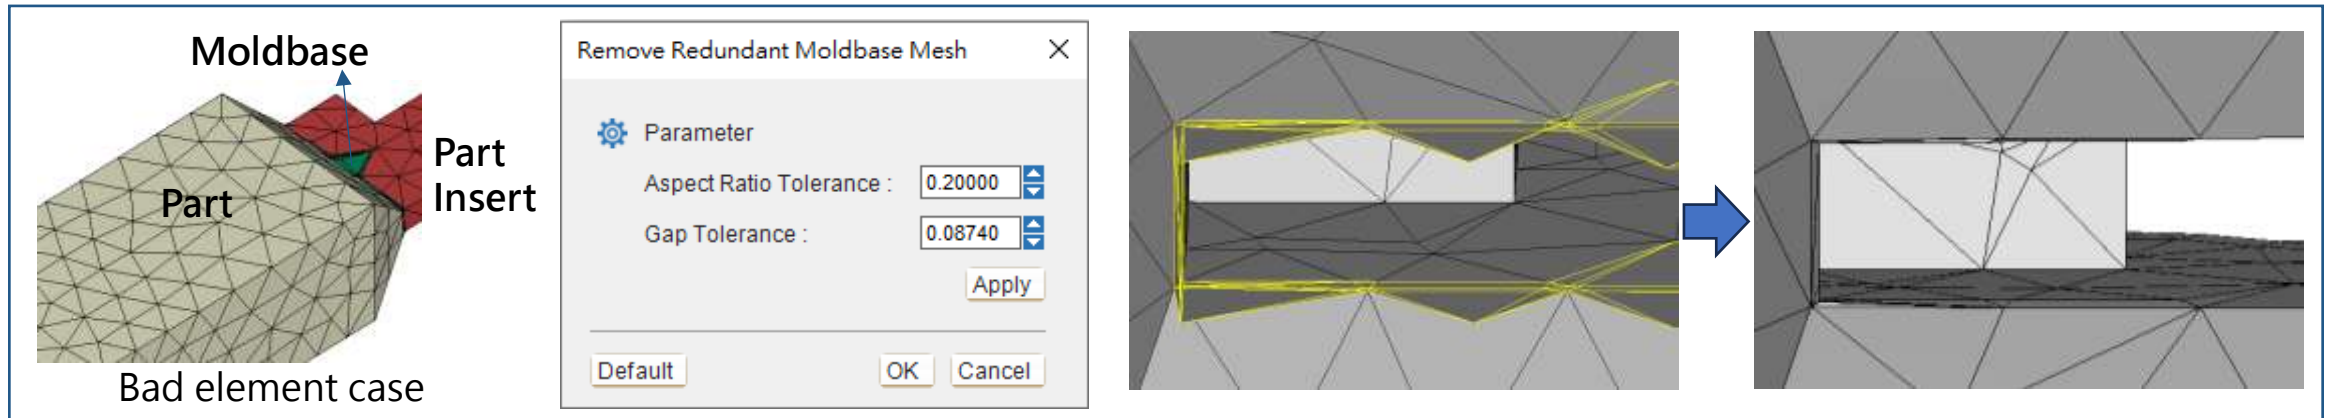 Moldbase
Part
Part
Insert
Bad element case
Remove Redundant Moldbase Mesh
Parameter
Aspect Ratio Tolerance : 0.20000
Gap Tolerance : 0.08740
Apply
Default OK Cancel